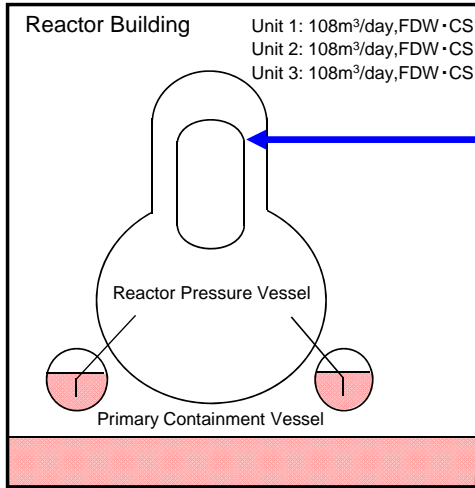 Reactor Building
Unit 1: 108m³/day,FDW・CS
Unit 2: 108m³/day,FDW・CS
Unit 3: 108m³/day,FDW・CS
Reactor Pressure Vessel
Primary Containment Vessel